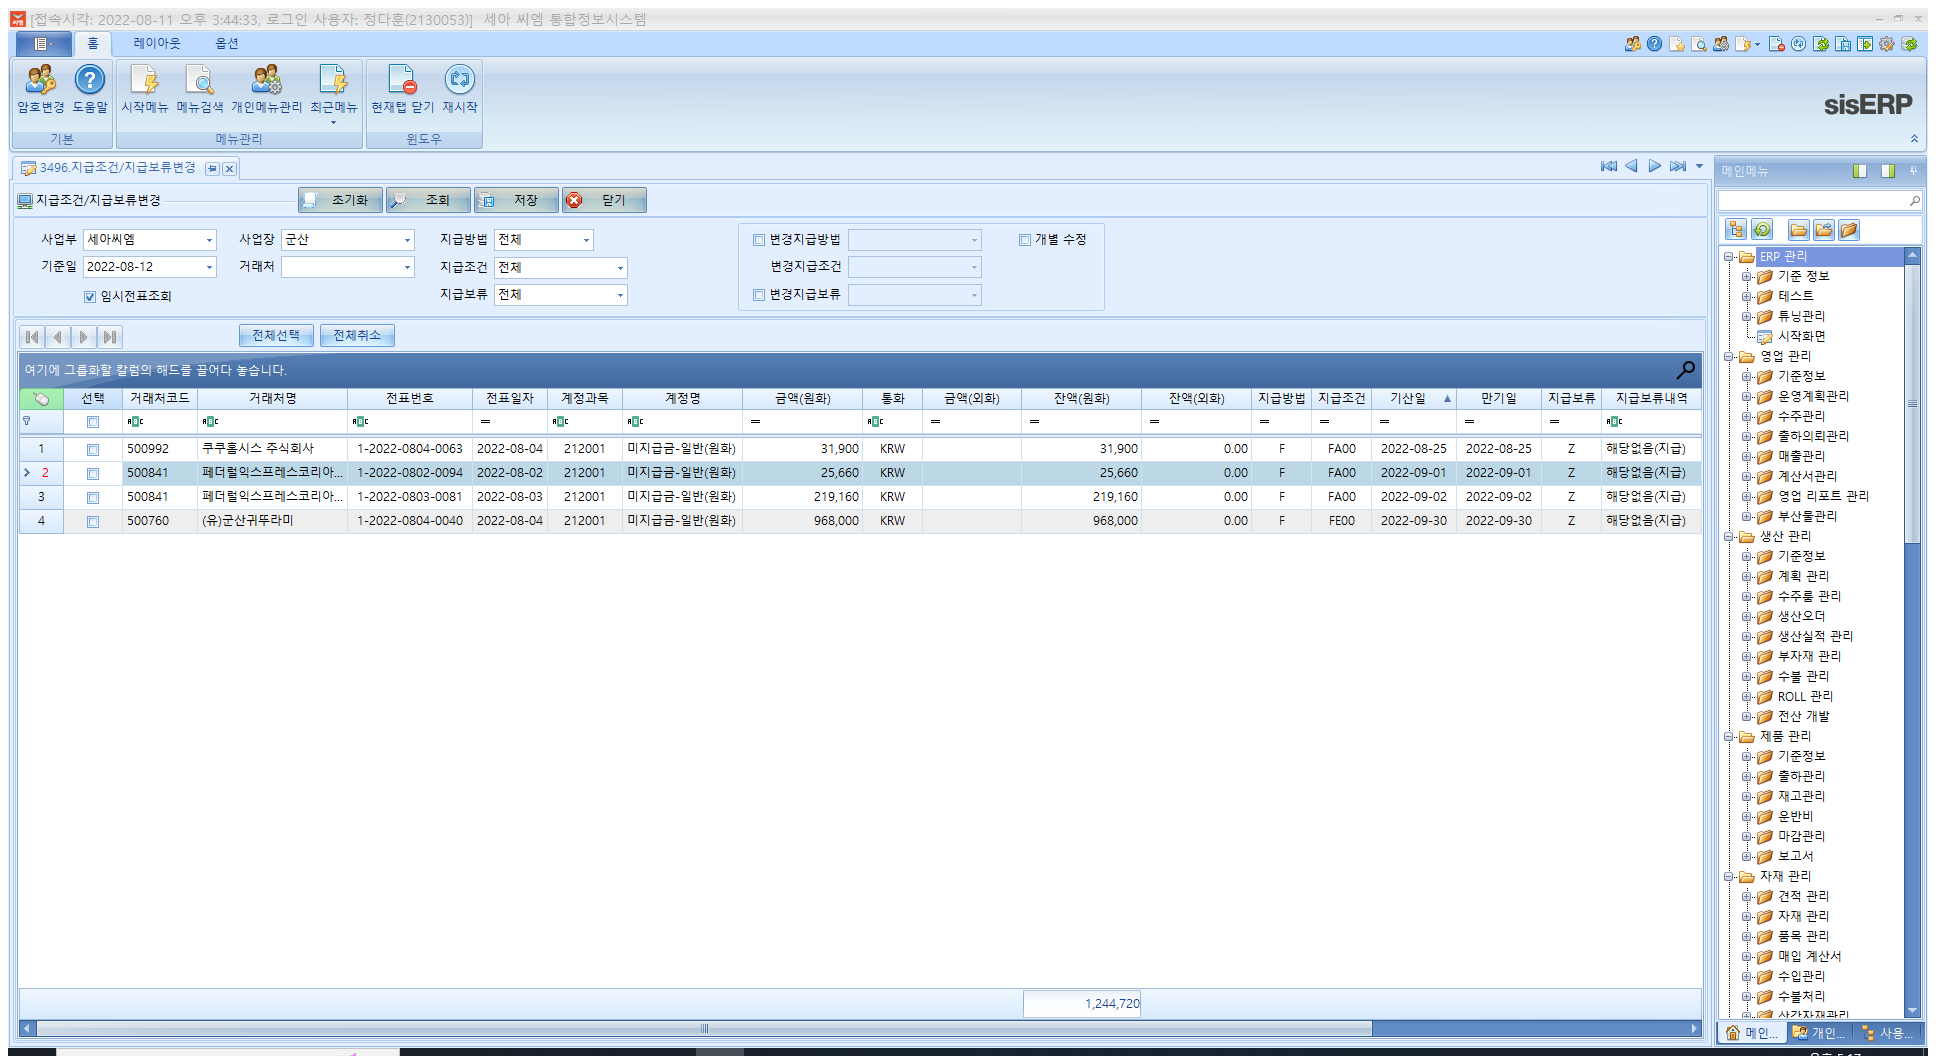 [접속시각: 2022-08-11 오후 3:44:33, 로그인 사용자: 정다훈(2130053)] 세아 씨엠 통합정보시스템
홈 레이아웃 옵션
암호변경 도움말 시작메뉴 메뉴검색 개인메뉴관리 최근메뉴 현재탭 닫기 재시작
기본 메뉴관리 윈도우
sisERP
3496.지급조건/지급보류변경
지급조건/지급보류변경 초기화 조회 저장 닫기
사업부 세아씨엠 사업장 군산 지급방법 전체 변경지급방법 개별 수정
기준일 2022-08-12 거래처 지급조건 전체 변경지급조건
임시전표조회 지급보류 전체 변경지급보류
전체선택 전체취소
여기에 그룹화할 칼럼의 헤드를 끌어다 놓습니다.
선택 거래처코드 거래처명 전표번호 전표일자 계정과목 계정명 금액(원화) 통화 금액(외화) 잔액(원화) 잔액(외화) 지급방법 지급조건 기산일 만기일 지급보류 지급보류내역
1 500992 쿠쿠홈시스 주식회사 1-2022-0804-0063 2022-08-04 212001 미지급금-일반(원화) 31,900 KRW 31,900 0.00 F FA00 2022-08-25 2022-08-25 Z 해당없음(지급)
2 500841 페더럴익스프레스코리아... 1-2022-0802-0094 2022-08-02 212001 미지급금-일반(원화) 25,660 KRW 25,660 0.00 F FA00 2022-09-01 2022-09-01 Z 해당없음(지급)
3 500841 페더럴익스프레스코리아... 1-2022-0803-0081 2022-08-03 212001 미지급금-일반(원화) 219,160 KRW 219,160 0.00 F FA00 2022-09-02 2022-09-02 Z 해당없음(지급)
4 500760 (유)군산귀뚜라미 1-2022-0804-0040 2022-08-04 212001 미지급금-일반(원화) 968,000 KRW 968,000 0.00 F FE00 2022-09-30 2022-09-30 Z 해당없음(지급)
1,244,720
메인메뉴
ERP 관리
기준 정보
테스트
튜닝관리
시작화면
영업 관리
기준정보
운영계획관리
수주관리
출하의뢰관리
매출관리
계산서관리
영업 리포트 관리
부산물관리
생산 관리
기준정보
계획 관리
수주롤 관리
생산오더
생산실적 관리
부자재 관리
수불 관리
ROLL 관리
전산 개발
제품 관리
기준정보
출하관리
재고관리
운반비
마감관리
보고서
자재 관리
견적 관리
자재 관리
품목 관리
매입 계산서
수입관리
수불처리
메인... 개인... 사용...